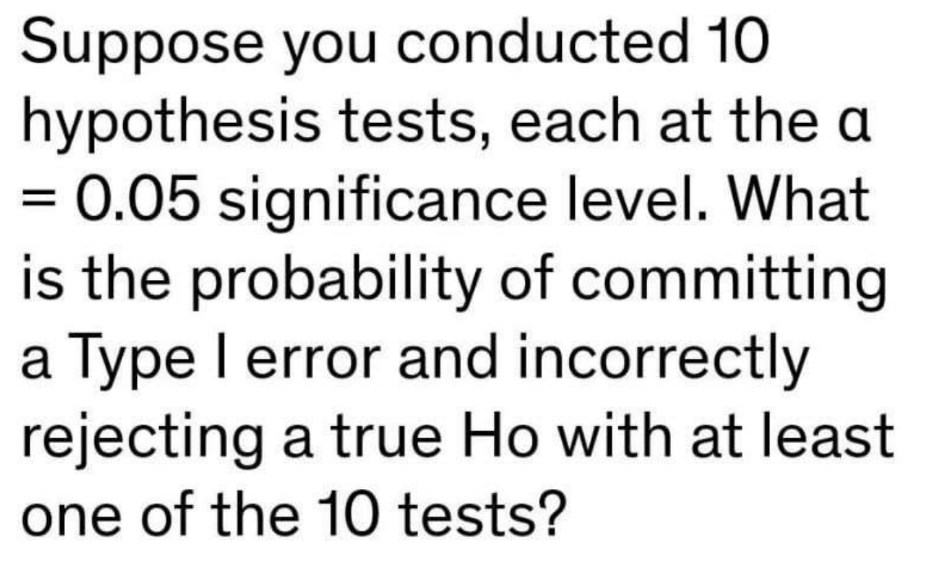 Suppose you conducted 10
hypothesis tests, each at the α
= 0.05 significance level. What
is the probability of committing
a Type I error and incorrectly
rejecting a true Ho with at least
one of the 10 tests?